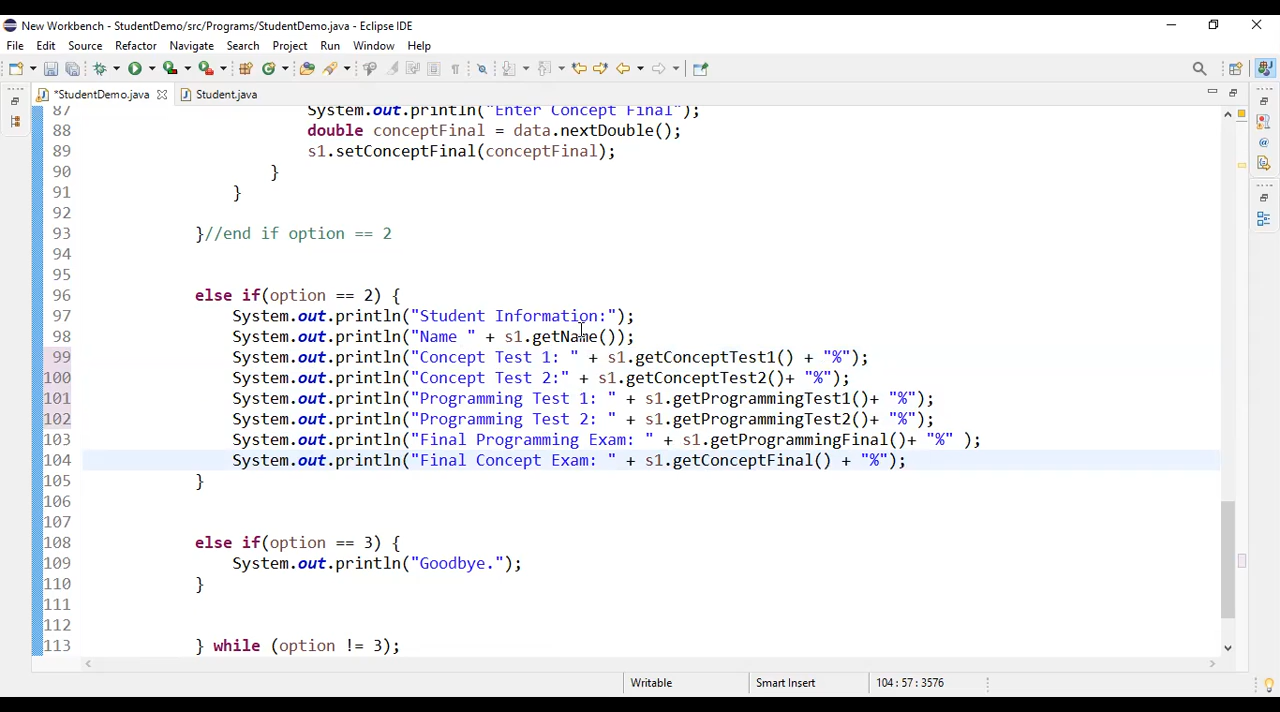 New Workbench - StudentDemo/src/Programs/StudentDemo.java - Eclipse IDE
File Edit Source Refactor Navigate Search Project Run Window Help
*StudentDemo.java Student.java
87 System.out.println("Enter Concept Final");
88 double conceptFinal = data.nextDouble();
89 s1.setConceptFinal(conceptFinal);
90 }
91 }
92
93 }//end if option == 2
94
95
96 else if(option == 2) {
97 System.out.println("Student Information:");
98 System.out.println("Name " + s1.getName());
99 System.out.println("Concept Test 1: " + s1.getConceptTest1() + "%");
100 System.out.println("Concept Test 2:" + s1.getConceptTest2()+ "%");
101 System.out.println("Programming Test 1: " + s1.getProgrammingTest1()+ "%");
102 System.out.println("Programming Test 2: " + s1.getProgrammingTest2()+ "%");
103 System.out.println("Final Programming Exam: " + s1.getProgrammingFinal()+ "%" );
104 System.out.println("Final Concept Exam: " + s1.getConceptFinal() + "%");
105 }
106
107
108 else if(option == 3) {
109 System.out.println("Goodbye.");
110 }
111
112
113 } while (option != 3);
Writable Smart Insert 104 : 57 : 3576